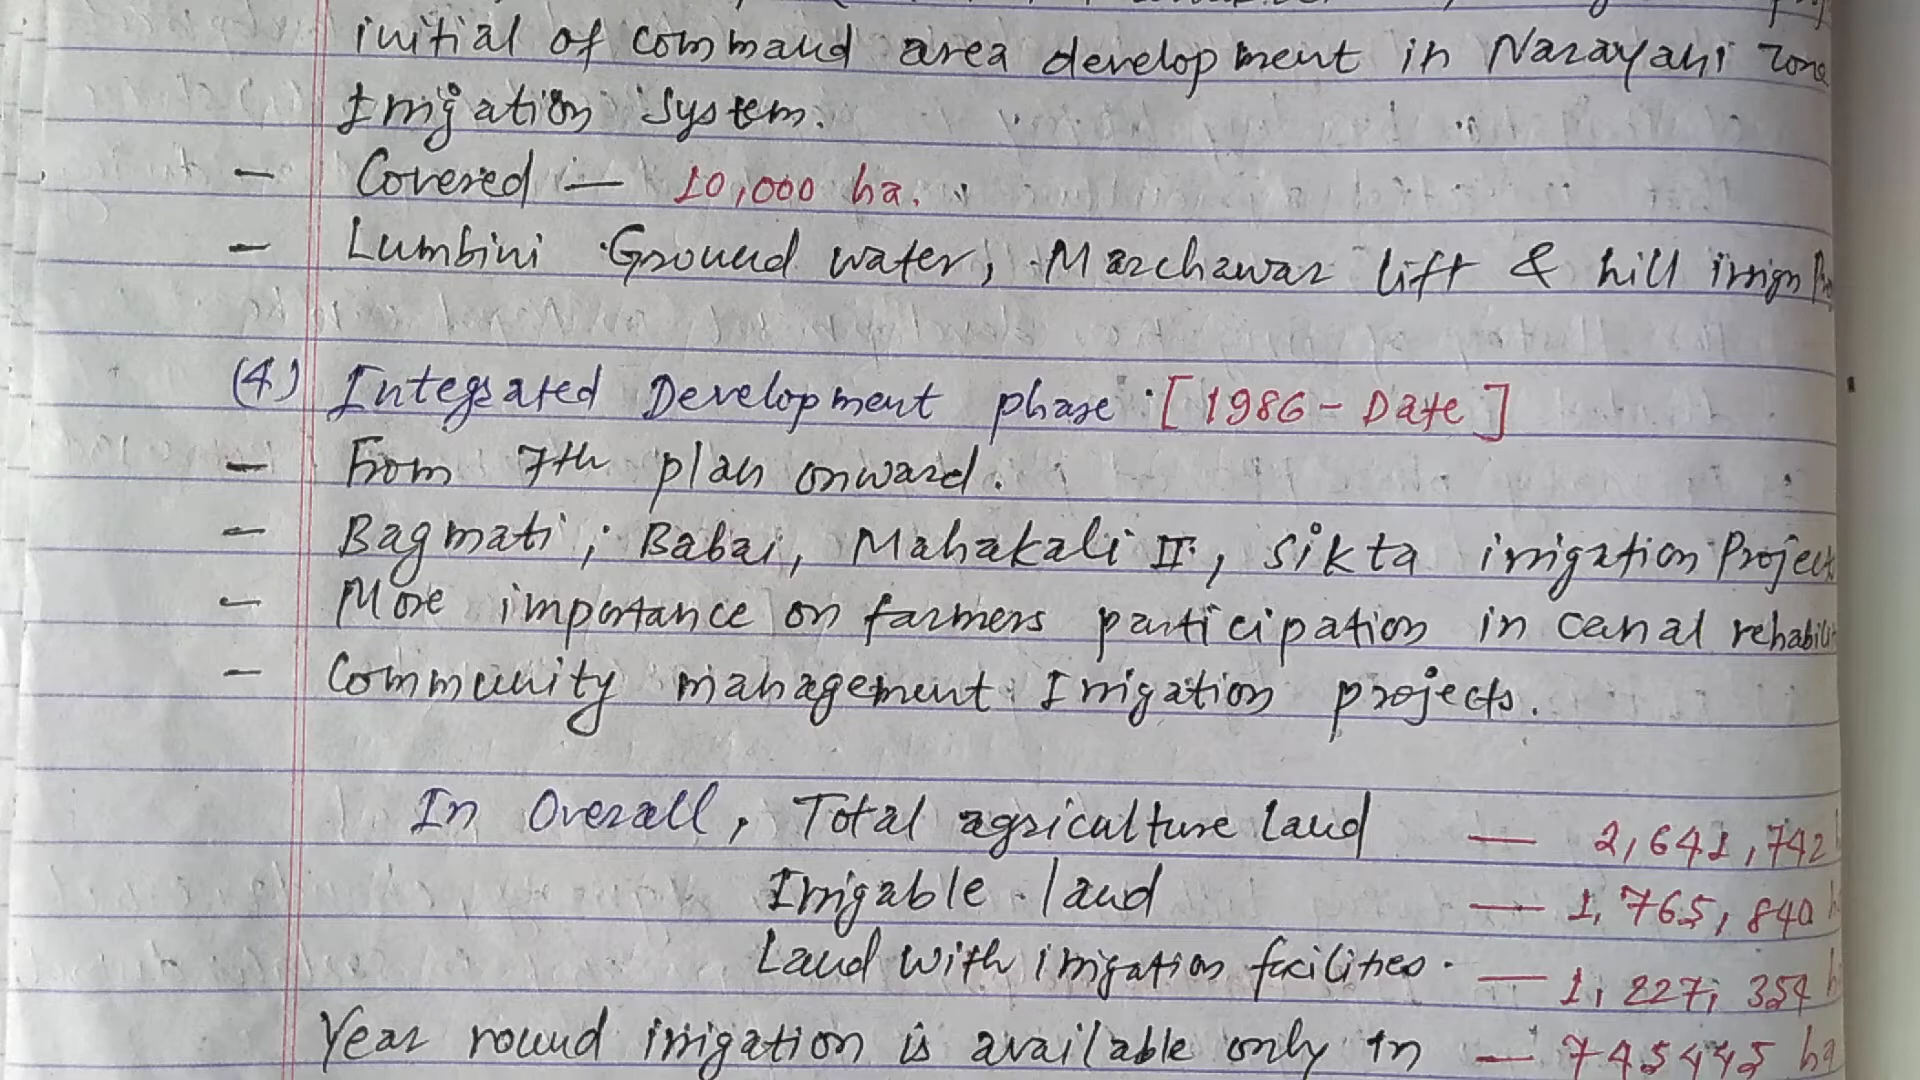 initial of command area development in Narayani zone
Irrigation System.
— Covered :— 10,000 ha.
— Lumbini Ground water, Marchawar lift & hill irrign
(4) Integrated Development phase [1986 - Date]
— From 7th plan onward.
— Bagmati, Babai, Mahakali II, Sikta irrigation Project
— More importance on farmers participation in canal rehabili
— Community management Irrigation projects.
In Overall, Total agriculture land — 2,641,742
Irrigable land — 1,765,840 h
Land with irrigation facilities. — 1,227,354 h
Year round irrigation is available only in — 745445 ha